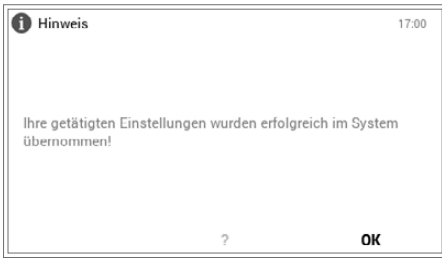 Hinweis 17:00
Ihre getätigten Einstellungen wurden erfolgreich im System
übernommen!
? OK